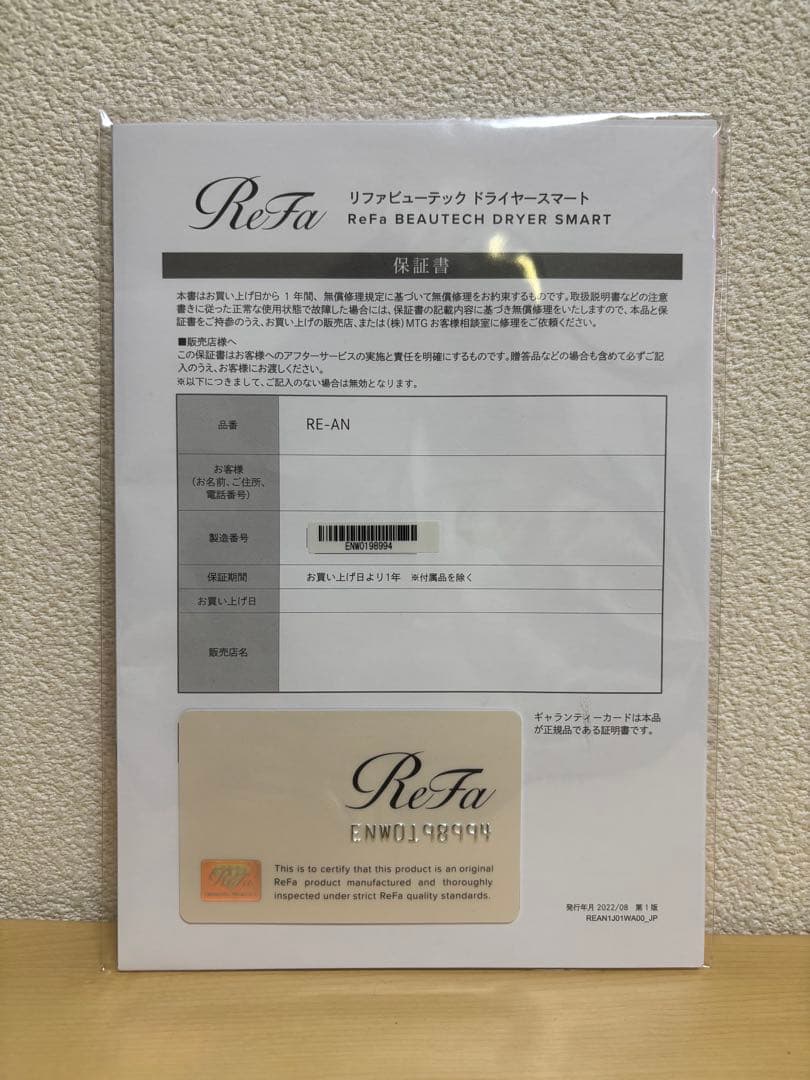 ReFa
リファビューテック ドライヤースマート
ReFa BEAUTECH DRYER SMART
保証書
本書はお買い上げ日から 1 年間、無償修理規定に基づいて無償修理をお約束するものです。取扱説明書などの注意
書きに従った正常な使用状態で故障した場合には、保証書の記載内容に基づき無償修理をいたしますので、本品と保
証書をご持参のうえ、お買い上げの販売店、または(株)MTG お客様相談室に修理をご依頼ください。
■販売店様へ
この保証書はお客様へのアフターサービスの実施と責任を明確にするものです。贈答品などの場合も含めて必ずご記
入のうえ、お客様にお渡しください。
※以下につきまして、ご記入のない場合は無効となります。
品番
RE-AN
お客様
(お名前、ご住所、
電話番号)
製造番号
ENW0198994
保証期間
お買い上げ日より1年 ※付属品を除く
お買い上げ日
販売店名
ギャランティーカードは本品
が正規品である証明書です。
ReFa
ENW0198994
ReFa
This is to certify that this product is an original
ReFa product manufactured and thoroughly
inspected under strict ReFa quality standards.
発行年月 2022/08 第1版
REAN1J01WA00_JP